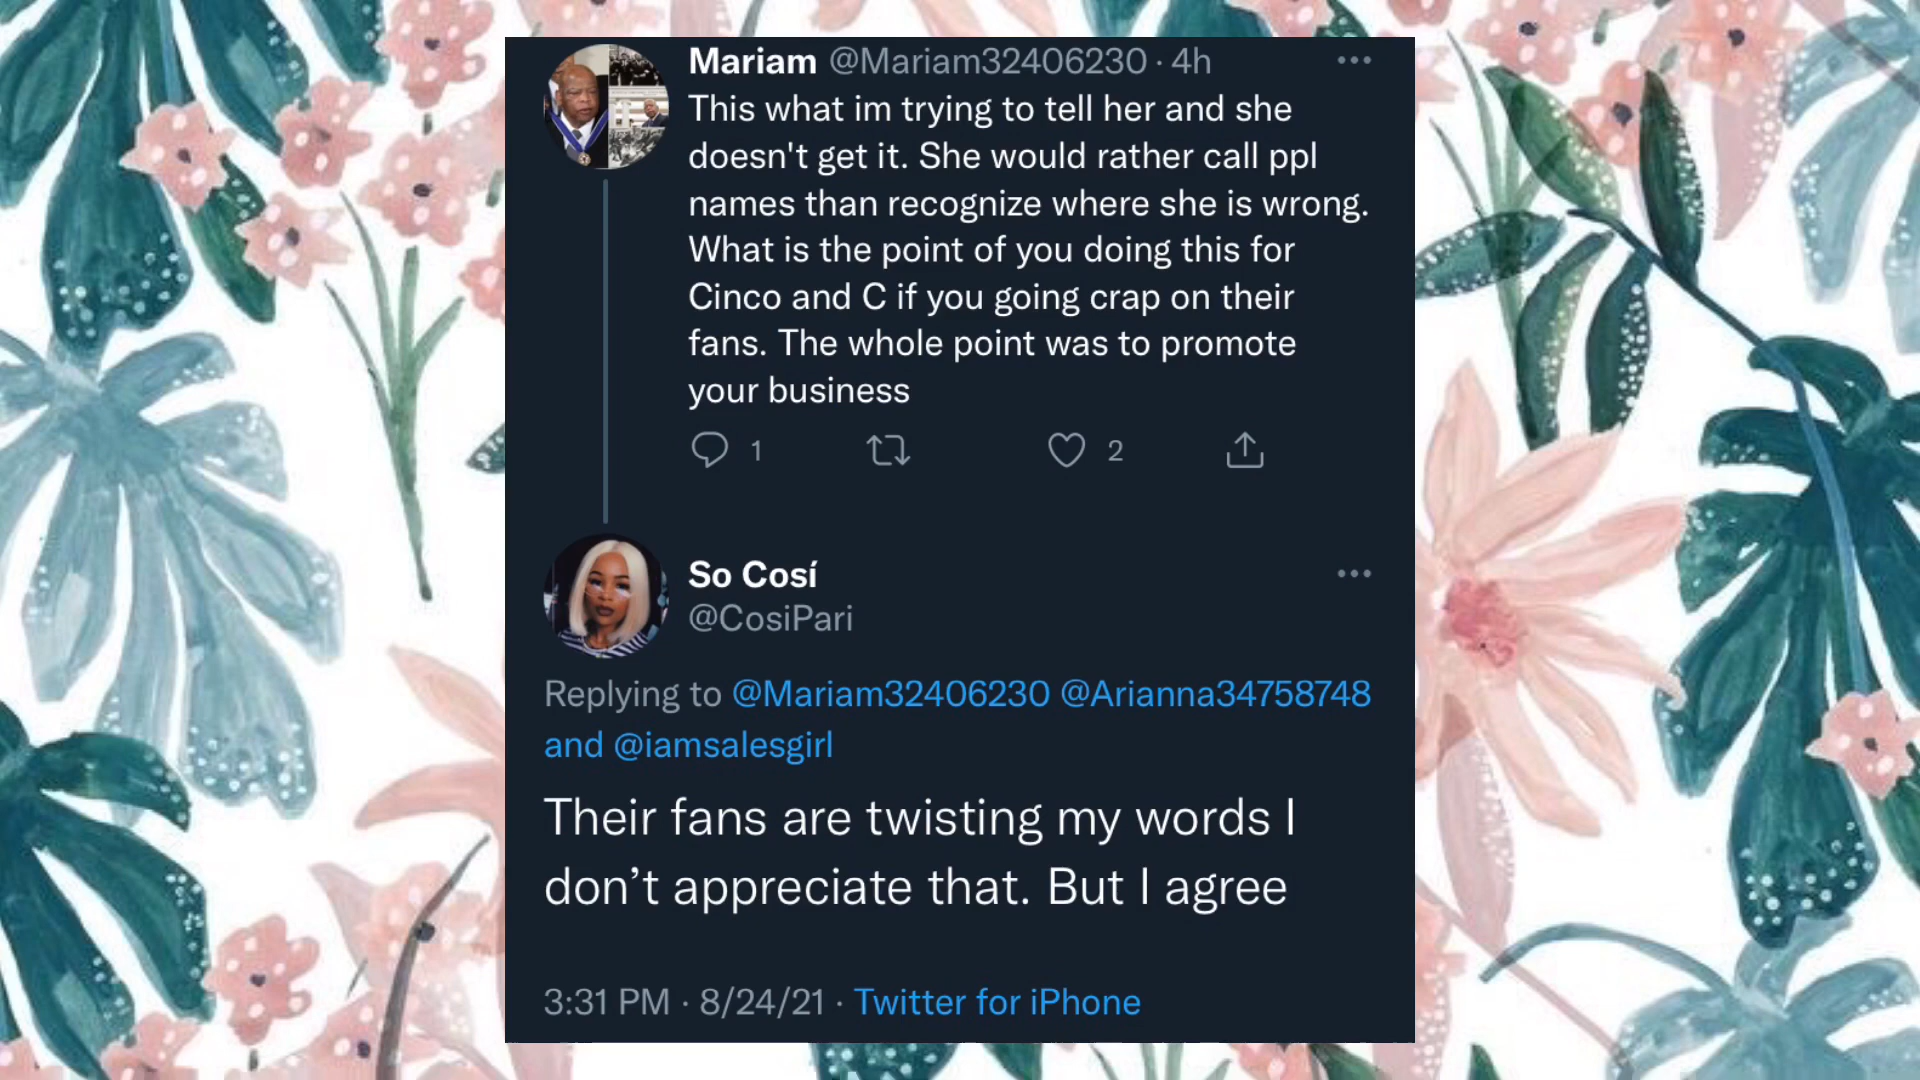 Mariam @Mariam32406230 · 4h
This what im trying to tell her and she
doesn't get it. She would rather call ppl
names than recognize where she is wrong.
What is the point of you doing this for
Cinco and C if you going crap on their
fans. The whole point was to promote
your business
1 2
So Cosí
@CosiPari
Replying to @Mariam32406230 @Arianna34758748
and @iamsalesgirl
Their fans are twisting my words I
don’t appreciate that. But I agree
3:31 PM · 8/24/21 · Twitter for iPhone